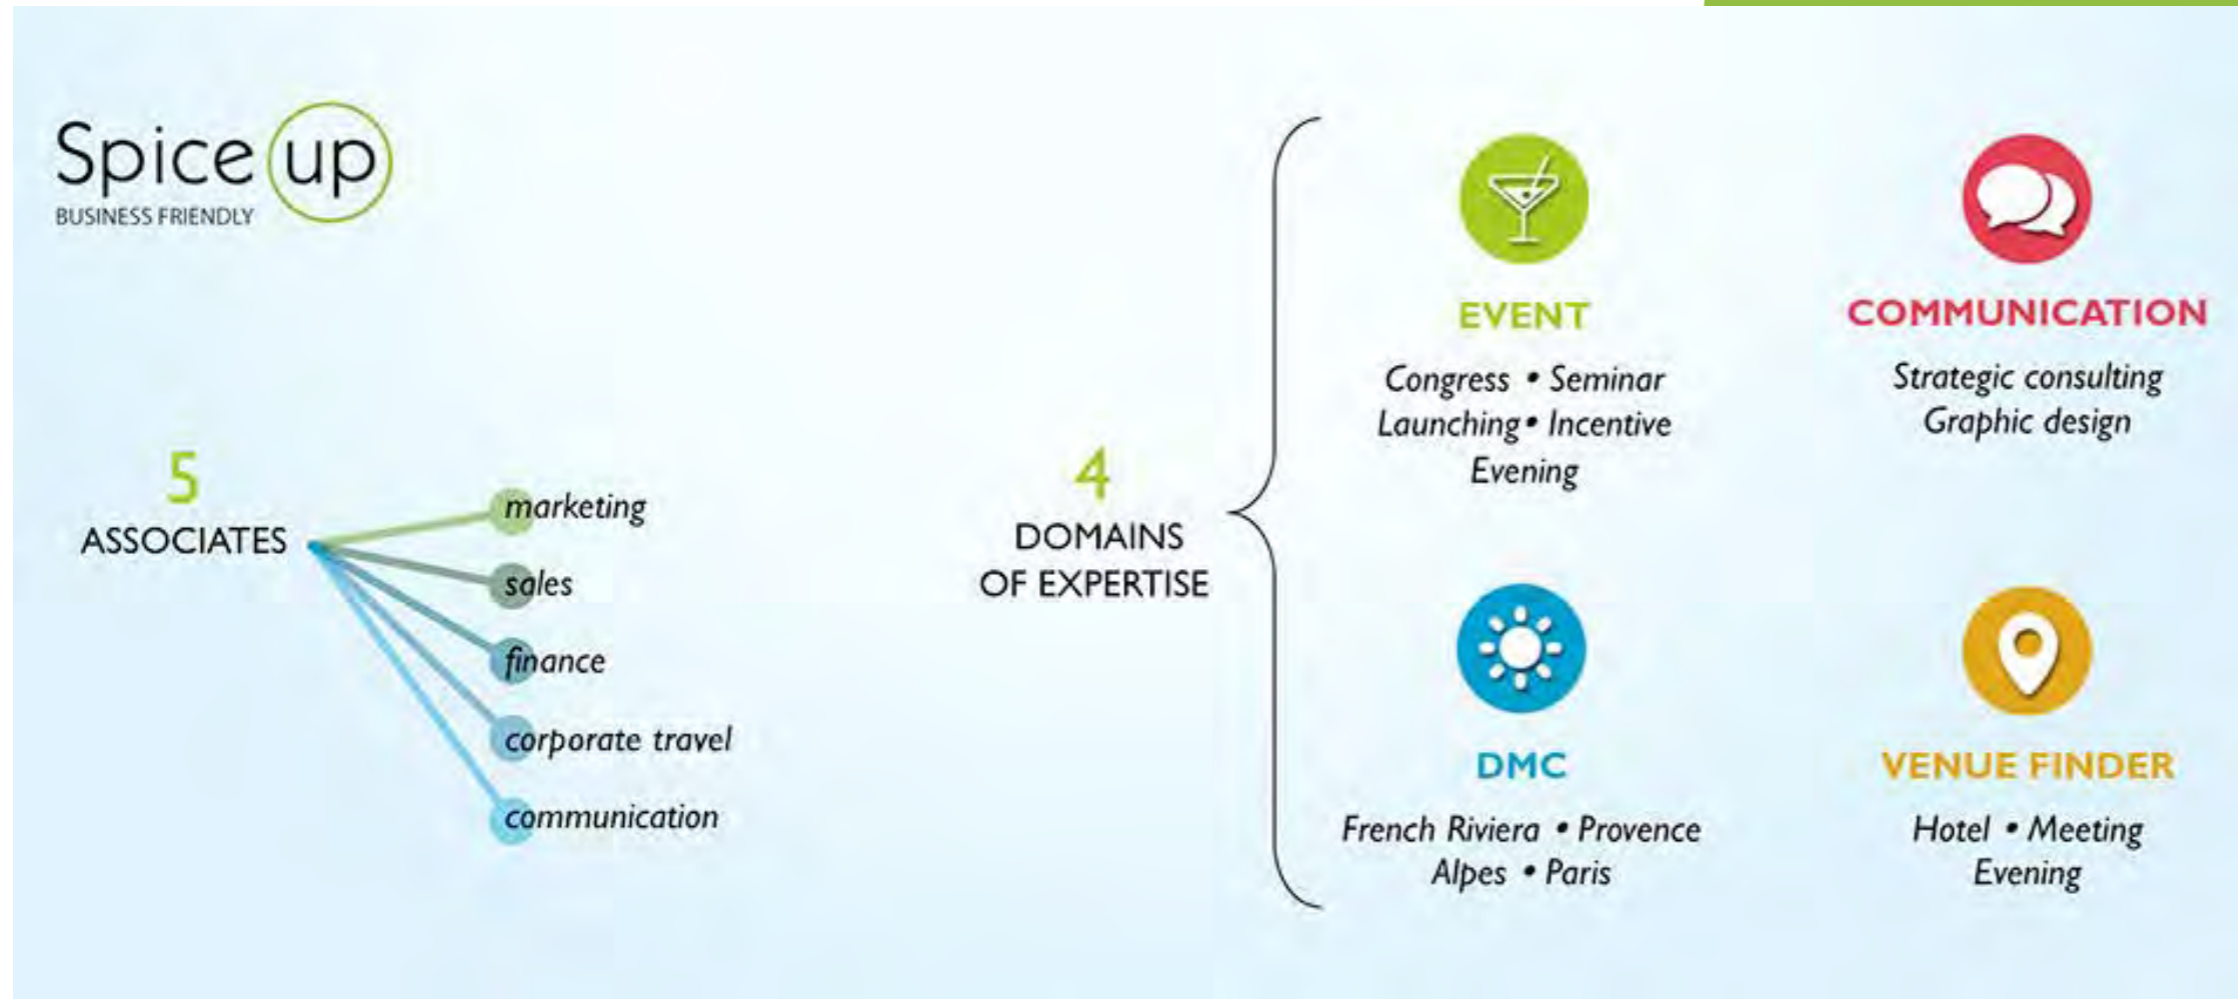 Spice up
BUSINESS FRIENDLY
5
ASSOCIATES
marketing
sales
finance
corporate travel
communication
4
DOMAINS
OF EXPERTISE
EVENT
Congress • Seminar
Launching • Incentive
Evening
COMMUNICATION
Strategic consulting
Graphic design
DMC
French Riviera • Provence
Alpes • Paris
VENUE FINDER
Hotel • Meeting
Evening